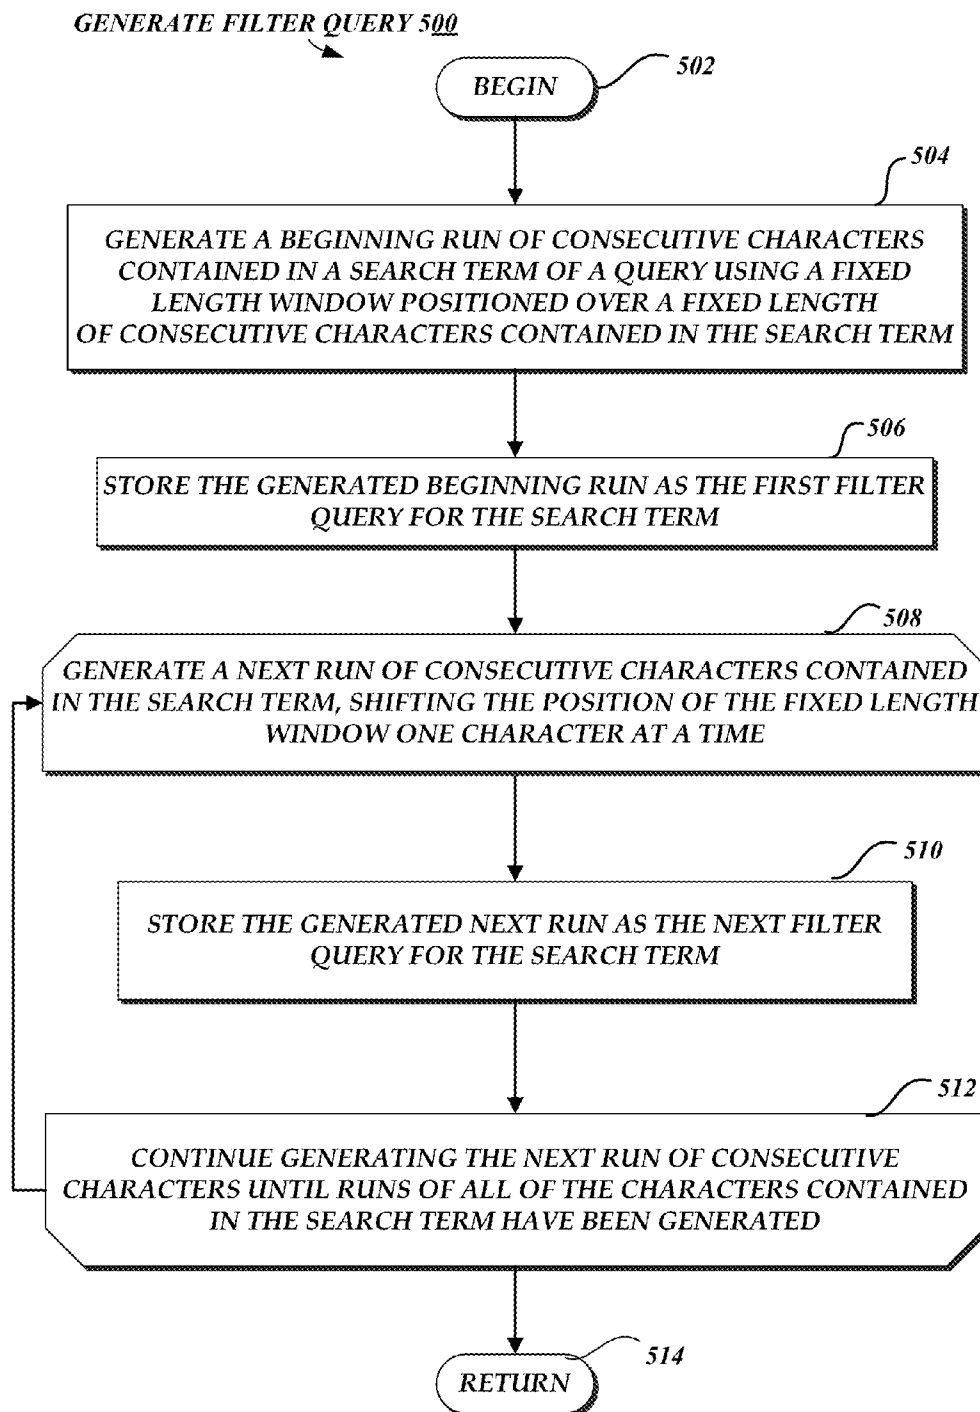 GENERATE FILTER QUERY 500
502
BEGIN
504
GENERATE A BEGINNING RUN OF CONSECUTIVE CHARACTERS
CONTAINED IN A SEARCH TERM OF A QUERY USING A FIXED
LENGTH WINDOW POSITIONED OVER A FIXED LENGTH
OF CONSECUTIVE CHARACTERS CONTAINED IN THE SEARCH TERM
506
STORE THE GENERATED BEGINNING RUN AS THE FIRST FILTER
QUERY FOR THE SEARCH TERM
508
GENERATE A NEXT RUN OF CONSECUTIVE CHARACTERS CONTAINED
IN THE SEARCH TERM, SHIFTING THE POSITION OF THE FIXED LENGTH
WINDOW ONE CHARACTER AT A TIME
510
STORE THE GENERATED NEXT RUN AS THE NEXT FILTER
QUERY FOR THE SEARCH TERM
512
CONTINUE GENERATING THE NEXT RUN OF CONSECUTIVE
CHARACTERS UNTIL RUNS OF ALL OF THE CHARACTERS CONTAINED
IN THE SEARCH TERM HAVE BEEN GENERATED
514
RETURN